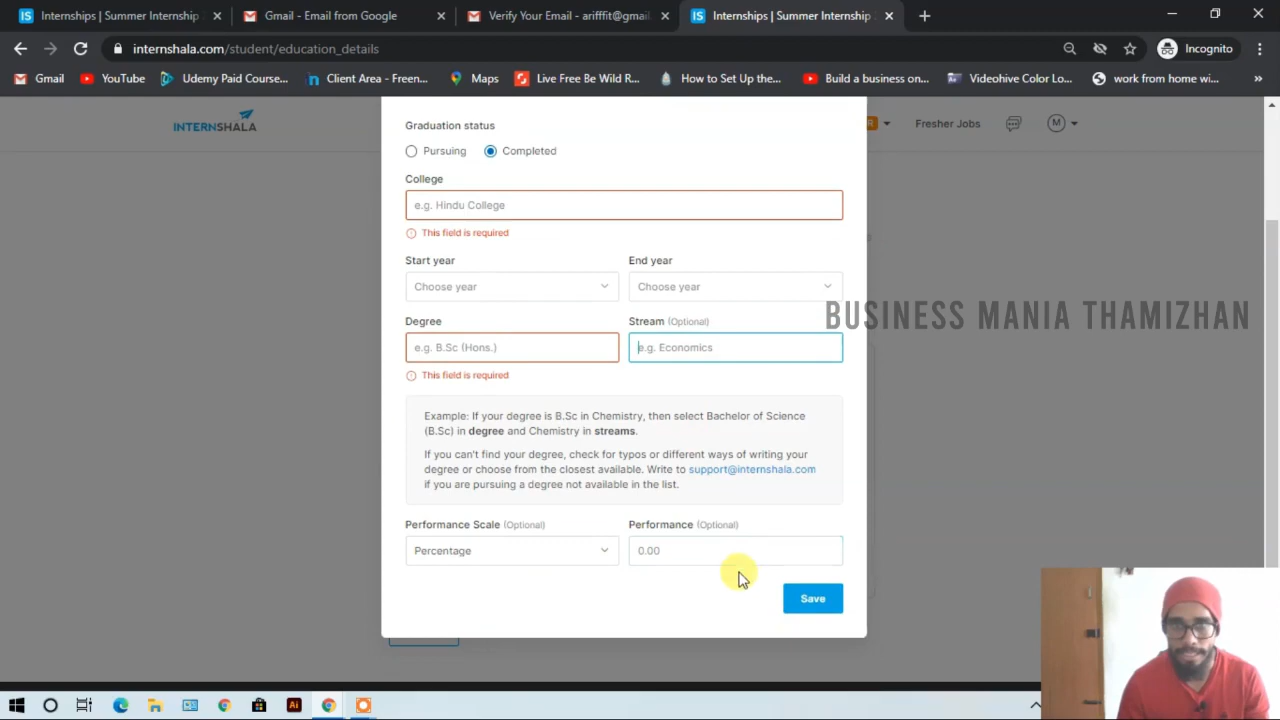 Internships | Summer Internship
Gmail - Email from Google
Verify Your Email - arifffit@gmail
Internships | Summer Internship
internshala.com/student/education_details
Incognito
Gmail
YouTube
Udemy Paid Course...
Client Area - Freen...
Maps
Live Free Be Wild R...
How to Set Up the...
Build a business on...
Videohive Color Lo...
work from home wi...
»
INTERNSHALA
R
Fresher Jobs
M
Graduation status
Pursuing
Completed
College
e.g. Hindu College
This field is required
Start year
End year
Choose year
Choose year
BUSINESS MANIA THAMIZHAN
Degree
Stream (Optional)
e.g. B.Sc (Hons.)
e.g. Economics
This field is required
Example: If your degree is B.Sc in Chemistry, then select Bachelor of Science
(B.Sc) in degree and Chemistry in streams.
If you can't find your degree, check for typos or different ways of writing your
degree or choose from the closest available. Write to support@internshala.com
if you are pursuing a degree not available in the list.
Performance Scale (Optional)
Performance (Optional)
Percentage
0.00
Save
Ai